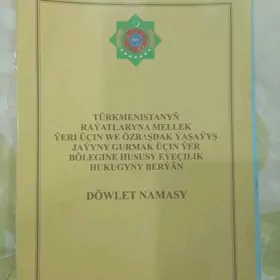 TÜRKMENISTANYŇ
RAÝATLARYNA MELLEK
ÝERI ÜÇIN WE ÖZBAŞDAK ÝAŞAÝYŞ
JAÝYNY GURMAK ÜÇIN ÝER
BÖLEGINE HUSUSY EÝEÇILIK
HUKUGYNY BERÝÄN
DÖWLET NAMASY